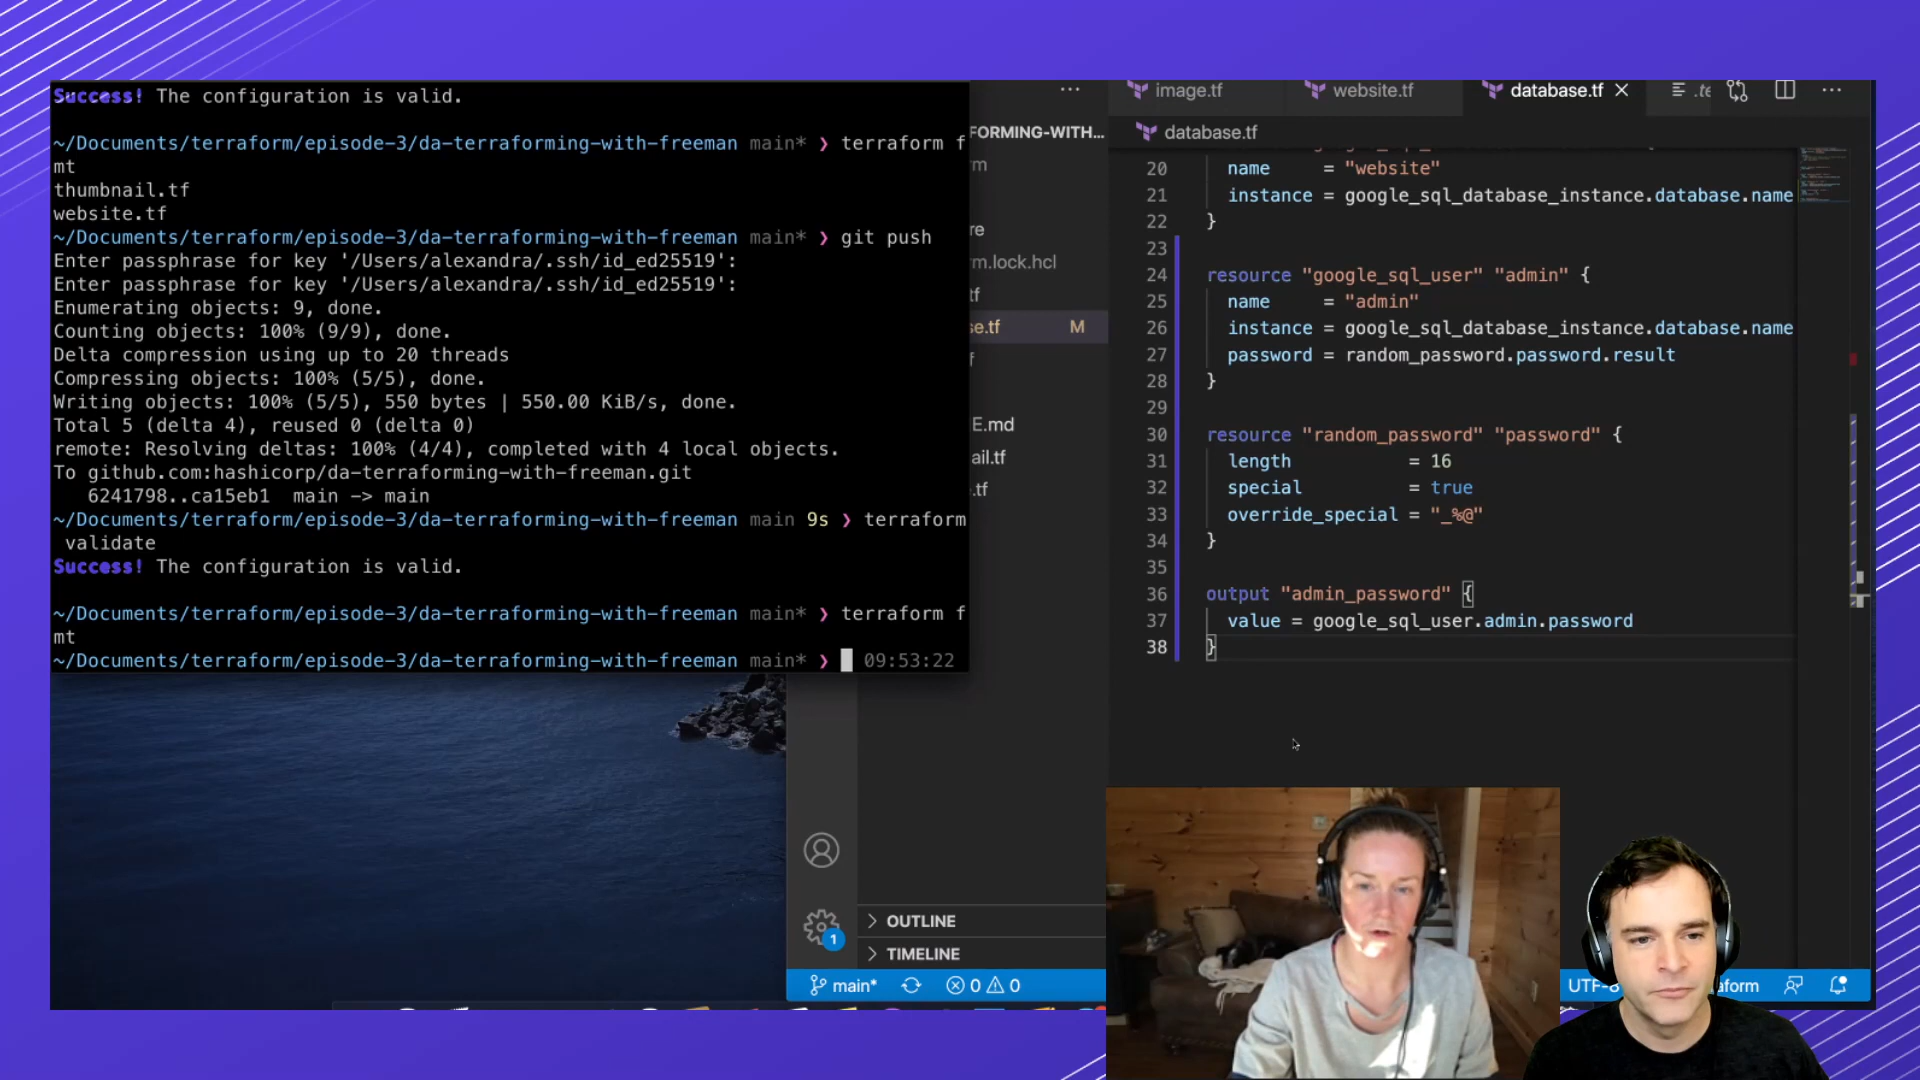 Success! The configuration is valid.
~/Documents/terraform/episode-3/da-terraforming-with-freeman main* ❯ terraform f
mt
thumbnail.tf
website.tf
~/Documents/terraform/episode-3/da-terraforming-with-freeman main* ❯ git push
Enter passphrase for key '/Users/alexandra/.ssh/id_ed25519':
Enter passphrase for key '/Users/alexandra/.ssh/id_ed25519':
Enumerating objects: 9, done.
Counting objects: 100% (9/9), done.
Delta compression using up to 20 threads
Compressing objects: 100% (5/5), done.
Writing objects: 100% (5/5), 550 bytes | 550.00 KiB/s, done.
Total 5 (delta 4), reused 0 (delta 0)
remote: Resolving deltas: 100% (4/4), completed with 4 local objects.
To github.com:hashicorp/da-terraforming-with-freeman.git
6241798..ca15eb1 main -> main
~/Documents/terraform/episode-3/da-terraforming-with-freeman main 9s ❯ terraform
validate
Success! The configuration is valid.
~/Documents/terraform/episode-3/da-terraforming-with-freeman main* ❯ terraform f
mt
~/Documents/terraform/episode-3/da-terraforming-with-freeman main* ❯ 09:53:22
FORMING-WITH...
rm
re
rm.lock.hcl
tf
se.tf M
f
E.md
ail.tf
.tf
OUTLINE
TIMELINE
1
main* 0 0
image.tf website.tf database.tf .te
database.tf
20 name = "website"
21 instance = google_sql_database_instance.database.name
22 }
23
24 resource "google_sql_user" "admin" {
25 name = "admin"
26 instance = google_sql_database_instance.database.name
27 password = random_password.password.result
28 }
29
30 resource "random_password" "password" {
31 length = 16
32 special = true
33 override_special = "_%@"
34 }
35
36 output "admin_password" {
37 value = google_sql_user.admin.password
38 }
UTF-8 aform